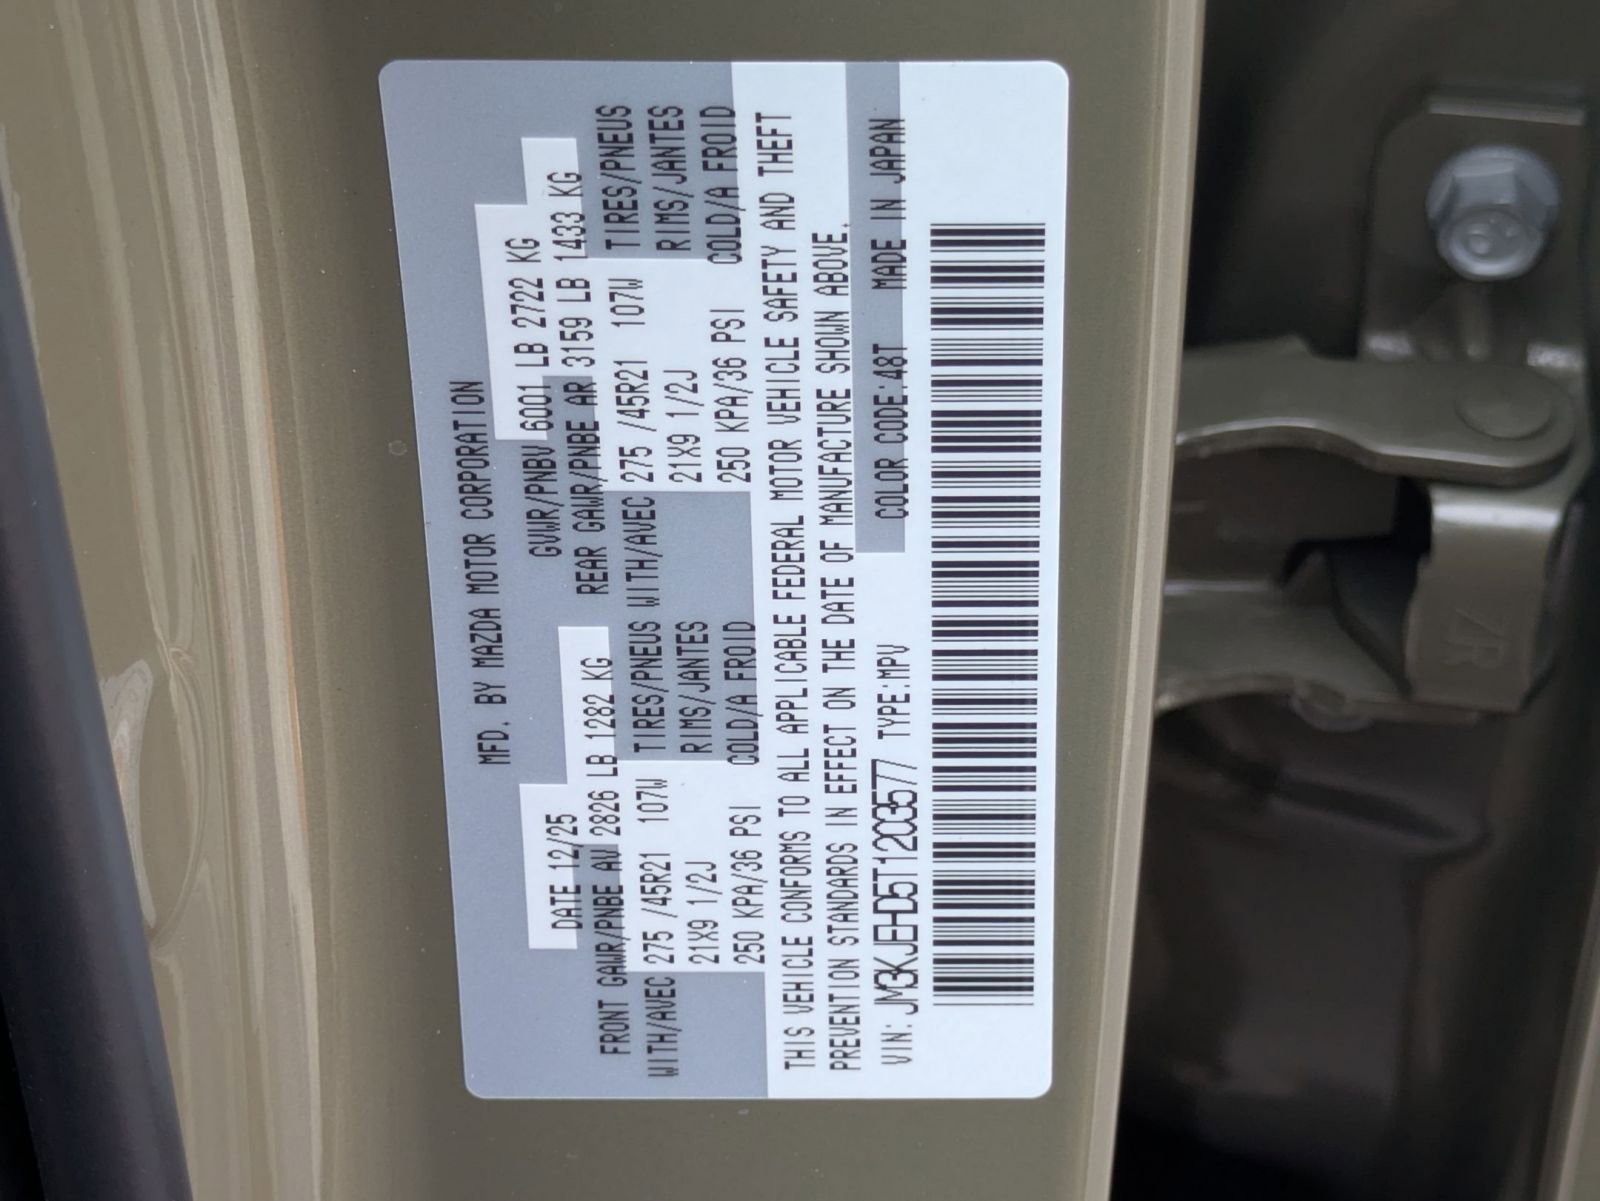 MFD. BY MAZDA MOTOR CORPORATION
DATE 12/25 GVWR/PNBV 6001 LB 2722 KG
FRONT GAWR/PNBE AV 2826 LB 1282 KG REAR GAWR/PNBE AR 3159 LB 1433 KG
WITH/AVEC 275 /45R21 107W TIRES/PNEUS WITH/AVEC 275 /45R21 107W TIRES/PNEUS
21X9 1/2J RIMS/JANTES 21X9 1/2J RIMS/JANTES
250 KPA/36 PSI COLD/A FROID 250 KPA/36 PSI COLD/A FROID
THIS VEHICLE CONFORMS TO ALL APPLICABLE FEDERAL MOTOR VEHICLE SAFETY AND THEFT
PREVENTION STANDARDS IN EFFECT ON THE DATE OF MANUFACTURE SHOWN ABOVE.
VIN: JM3KJEHD5T1203577 TYPE:MPV COLOR CODE:48T MADE IN JAPAN
7R